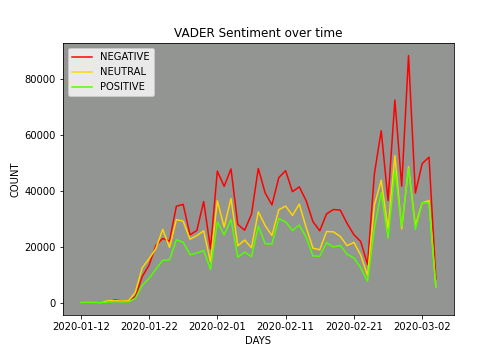 VADER Sentiment over time
NEGATIVE
NEUTRAL
POSITIVE
80000
60000
40000
20000
0
COUNT
2020-01-12 2020-01-22 2020-02-01 2020-02-11 2020-02-21 2020-03-02
DAYS